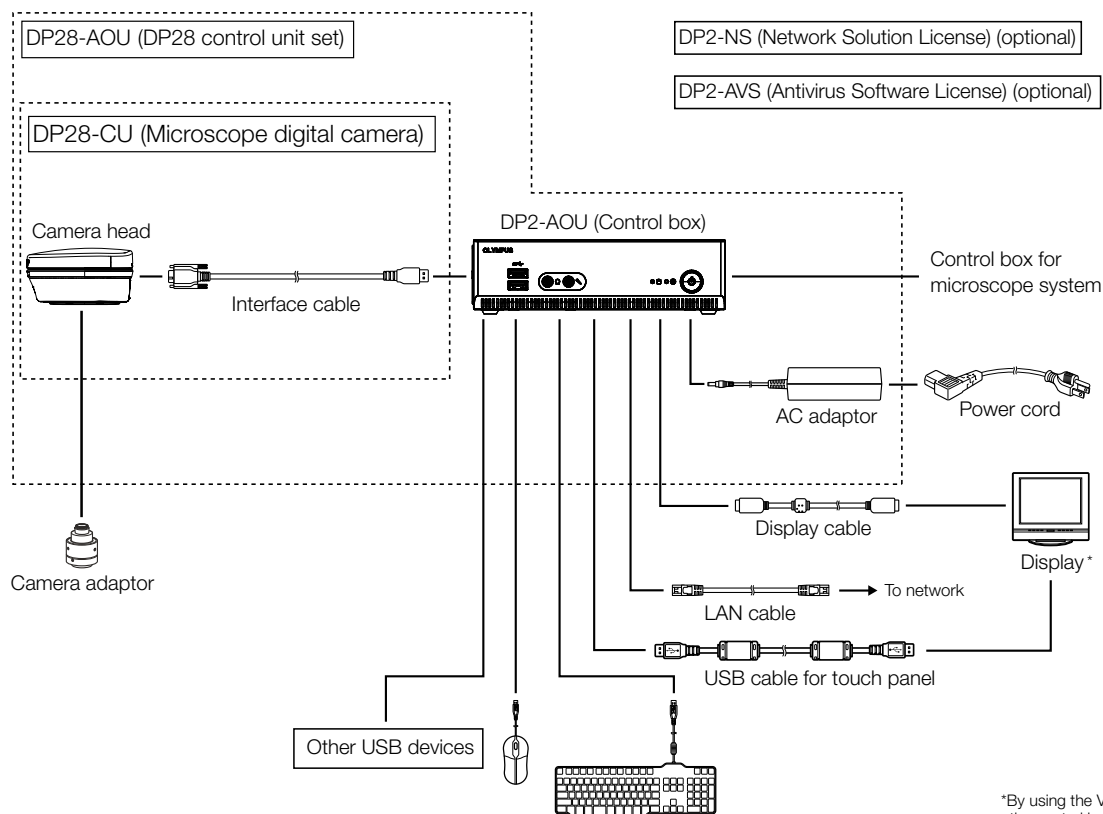 DP28-AOU (DP28 control unit set)
DP2-NS (Network Solution License) (optional)
DP2-AVS (Antivirus Software License) (optional)
DP28-CU (Microscope digital camera)
DP2-AOU (Control box)
Camera head
OLYMPUS
Interface cable
Control box for
microscope system
AC adaptor
Power cord
Display cable
Display*
Camera adaptor
To network
LAN cable
USB cable for touch panel
Other USB devices
*By using the V